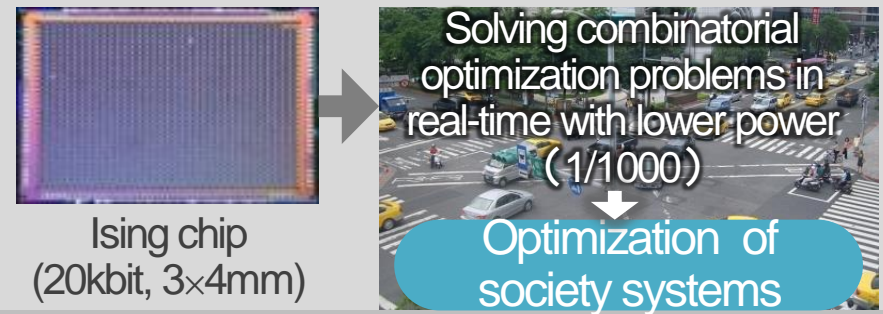 Ising chip
(20kbit, 3×4mm)
Solving combinatorial
optimization problems in
real-time with lower power
（1/1000）
Optimization of
society systems